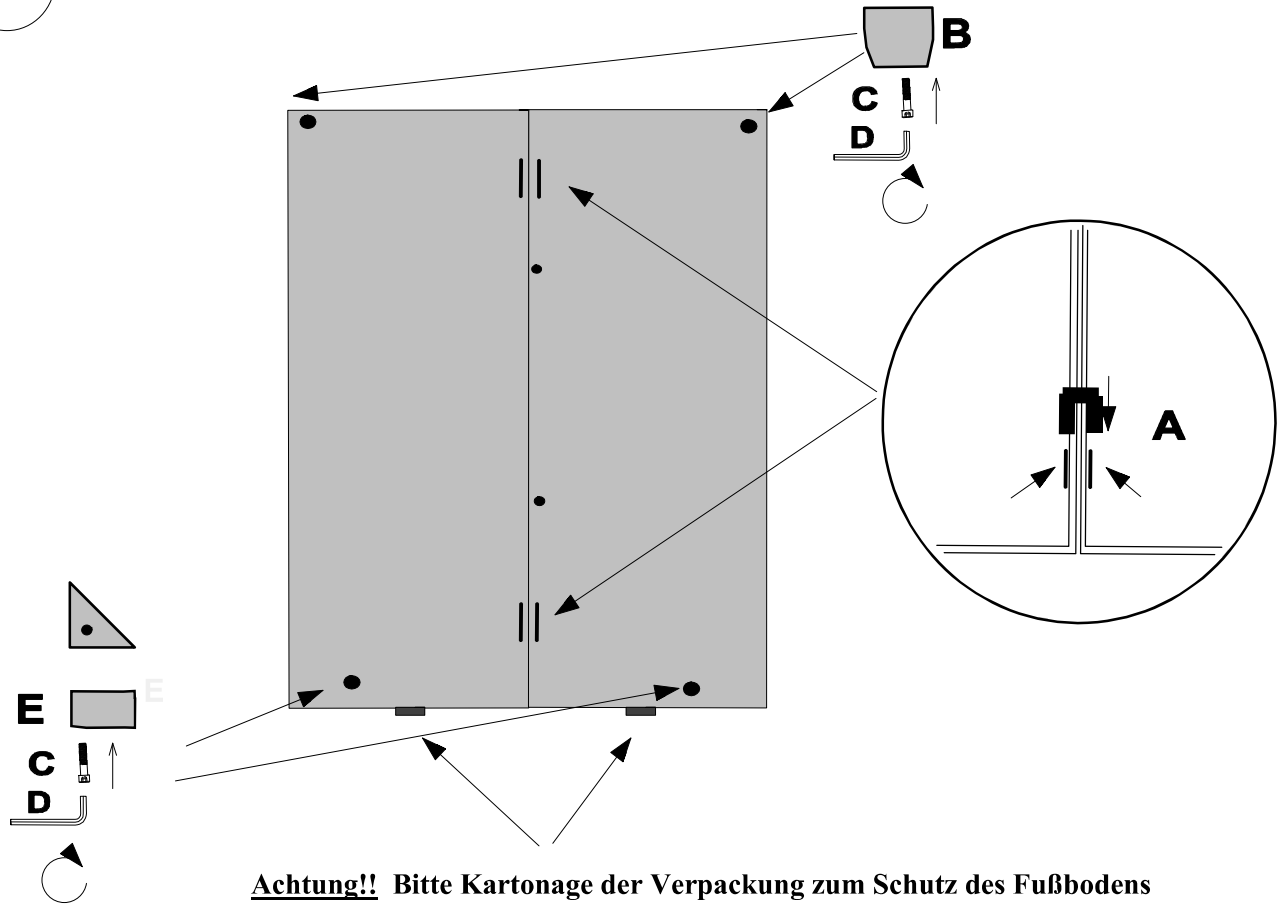 B
C
D
A
E E
C
D
Achtung!! Bitte Kartonage der Verpackung zum Schutz des Fußbodens